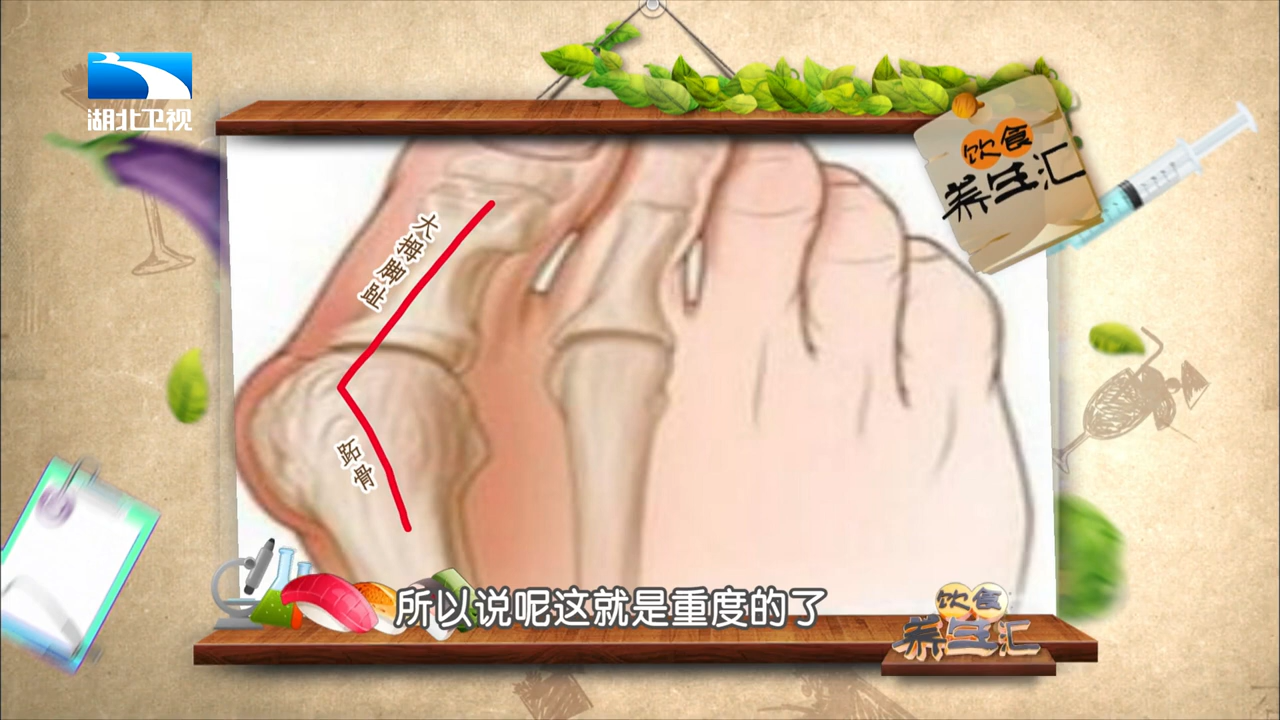 湖北卫视
饮食
养生汇
大拇脚趾
跖骨
所以说呢这就是重度的了
饮食
养生汇